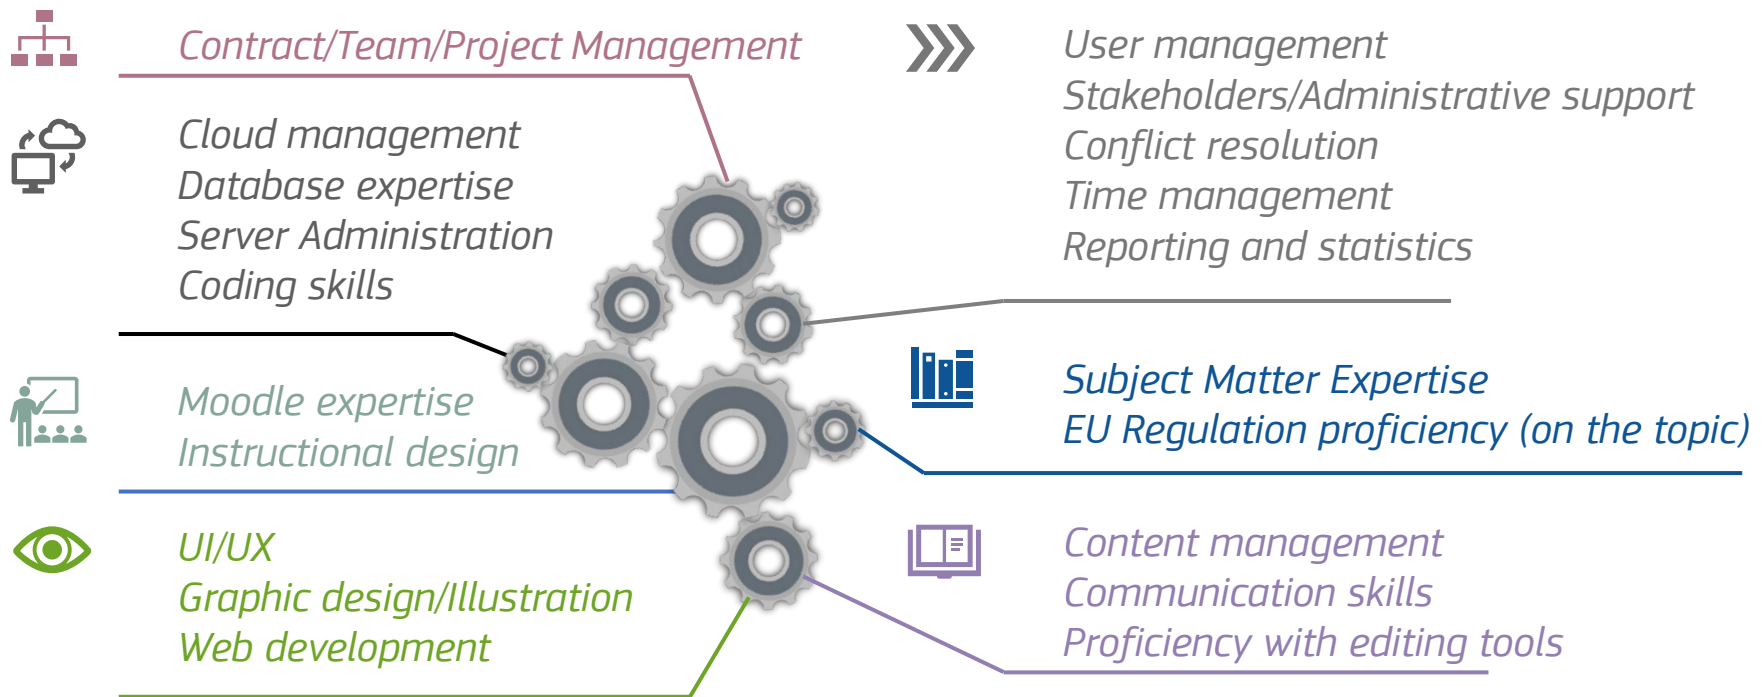 Contract/Team/Project Management
Cloud management
Database expertise
Server Administration
Coding skills
Moodle expertise
Instructional design
UI/UX
Graphic design/Illustration
Web development
User management
Stakeholders/Administrative support
Conflict resolution
Time management
Reporting and statistics
Subject Matter Expertise
EU Regulation proficiency (on the topic)
Content management
Communication skills
Proficiency with editing tools